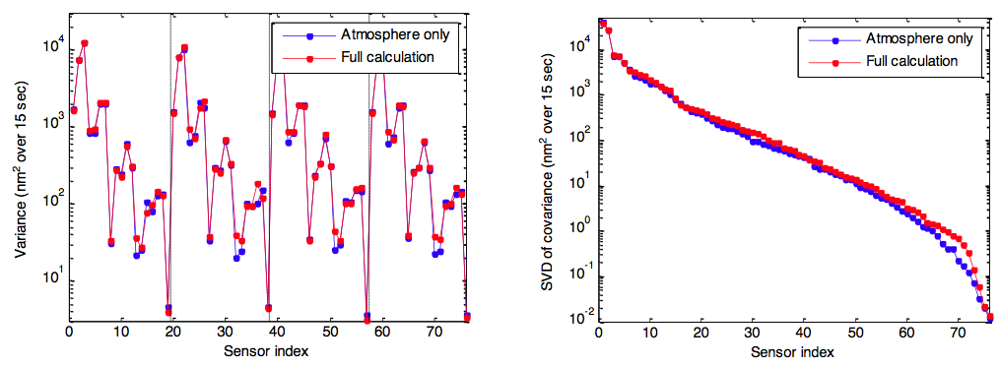 Variance (nm² over 15 sec)
10⁴
10³
10²
10¹
0 10 20 30 40 50 60 70
Sensor index
Atmosphere only
Full calculation
SVD of covariance (nm² over 15 sec)
10⁴
10³
10²
10¹
10⁰
10⁻¹
10⁻²
0 10 20 30 40 50 60 70
Sensor index
Atmosphere only
Full calculation